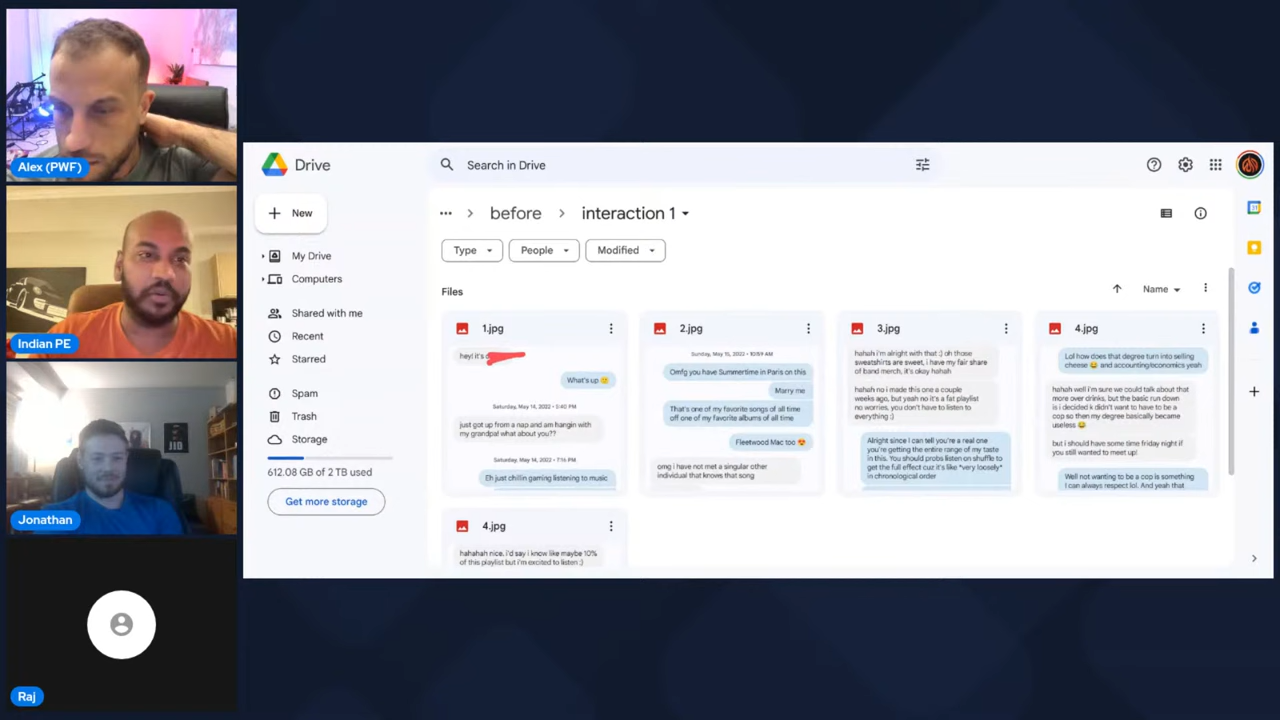 Alex (PWF)
Indian PE
Jonathan
Raj
Drive
Search in Drive
New
My Drive
Computers
Shared with me
Recent
Starred
Spam
Trash
Storage
612.08 GB of 2 TB used
Get more storage
before
interaction 1
Type
People
Modified
Files
Name
1.jpg
hey! it's
What's up 🙂
Saturday, May 14, 2022 • 5:40 PM
just got up from a nap and am hangin with
my grandpa! what about you??
Saturday, May 14, 2022 • 7:16 PM
Eh just chillin gaming listening to music
2.jpg
Sunday, May 15, 2022 • 10:59 AM
Omfg you have Summertime in Paris on this
Marry me
That's one of my favorite songs of all time
off one of my favorite albums of all time
Fleetwood Mac too 😍
omg i have not met a singular other
individual that knows that song
3.jpg
hahah i'm alright with that :) oh those
sweatshirts are sweet, i have my fair share
of band merch, it's okay hahah
hahah no i made this one a couple
weeks ago, but yeah no it's a fat playlist
no worries, you don't have to listen to
everything :)
Alright since I can tell you're a real one
you're getting the entire range of my taste
in this. You should probs listen on shuffle to
get the full effect cuz it's like *very loosely*
in chronological order
4.jpg
Lol how does that degree turn into selling
cheese 😂 and accounting/economics yeah
hahah well i'm sure we could talk about that
more over drinks, but the basic run down
is i decided k didn't want to have to be a
cop so then my degree basically became
useless 😂
but i should have some time friday night if
you still wanted to meet up!
Well not wanting to be a cop is something
I can always respect lol. And yeah that
4.jpg
hahahah nice, i'd say i know like maybe 10%
of this playlist but i'm excited to listen :)